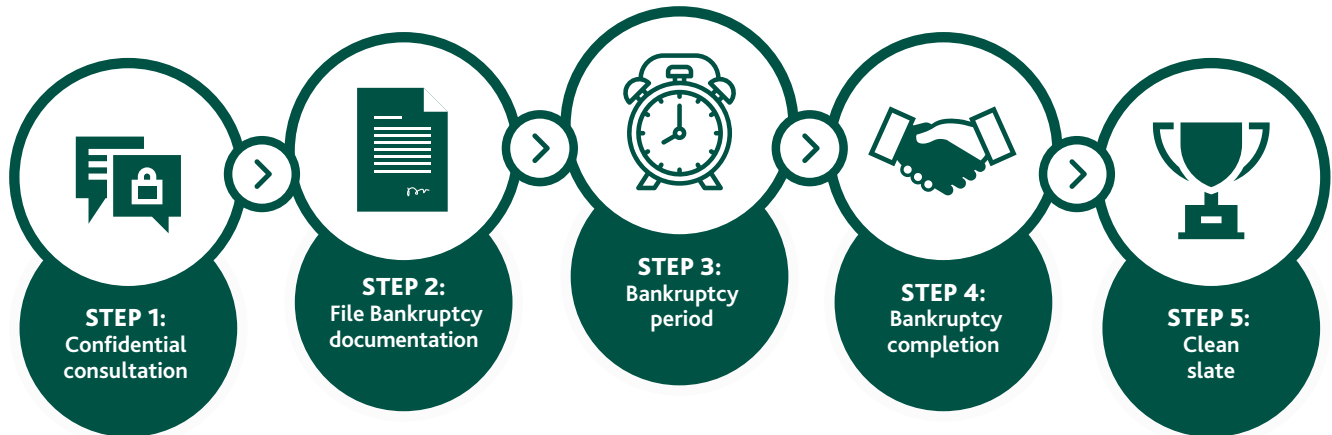 STEP 1:
Confidential
consultation
STEP 2:
File Bankruptcy
documentation
STEP 3:
Bankruptcy
period
STEP 4:
Bankruptcy
completion
STEP 5:
Clean
slate